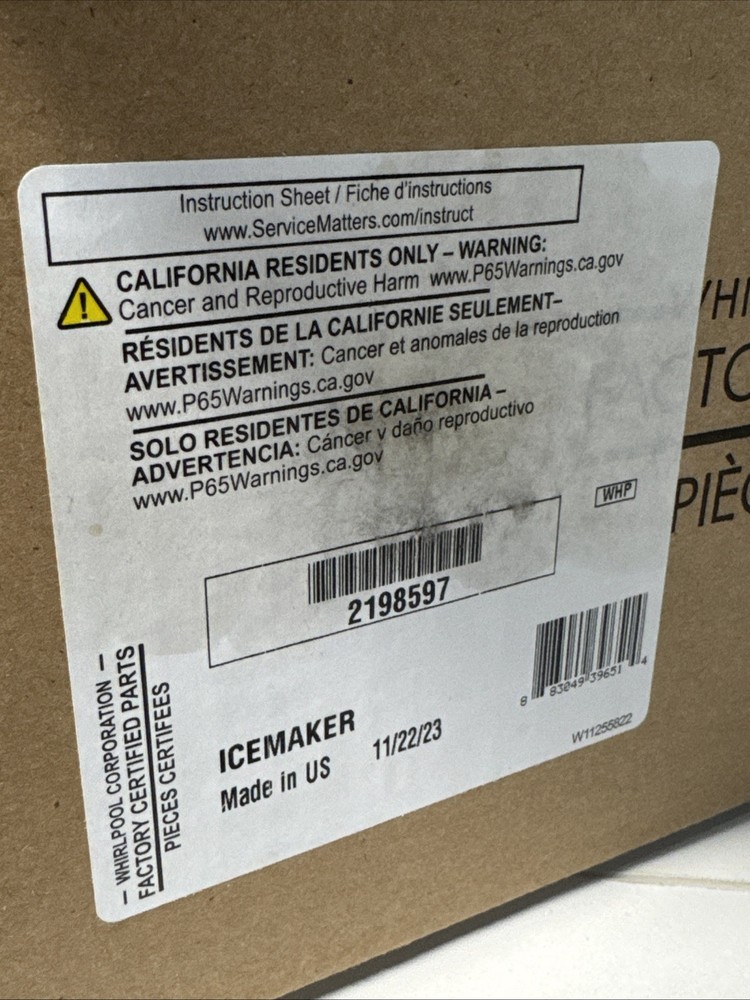 Instruction Sheet / Fiche d'instructions
www.ServiceMatters.com/instruct
CALIFORNIA RESIDENTS ONLY – WARNING:
Cancer and Reproductive Harm www.P65Warnings.ca.gov
RÉSIDENTS DE LA CALIFORNIE SEULEMENT–
AVERTISSEMENT: Cancer et anomales de la reproduction
www.P65Warnings.ca.gov
SOLO RESIDENTES DE CALIFORNIA –
ADVERTENCIA: Cáncer y daño reproductivo
www.P65Warnings.ca.gov
WHP
2198597
8 83049 39651 4
ICEMAKER 11/22/23
Made in US
W11255822
– WHIRLPOOL CORPORATION –
FACTORY CERTIFIED PARTS
PIECES CERTIFEES
HI
TO
PIÈ